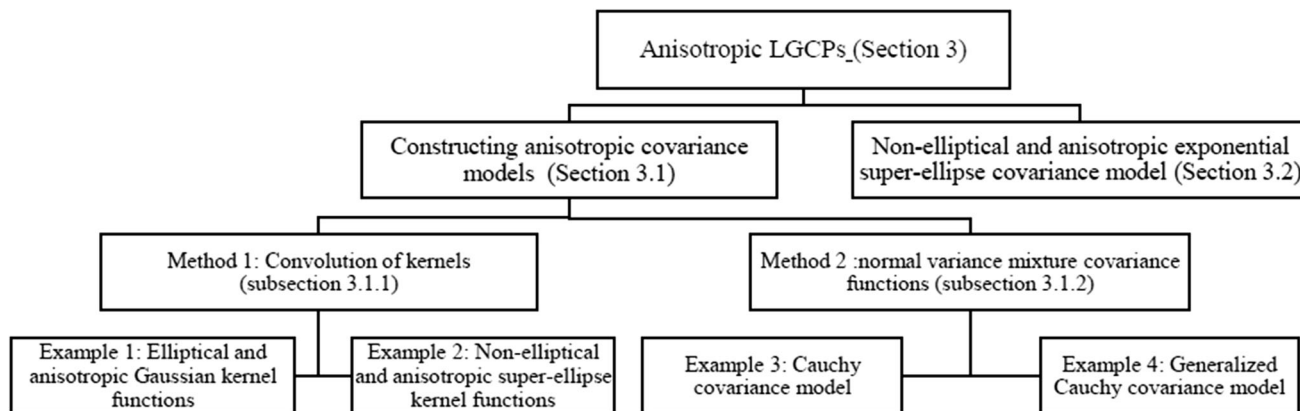 Anisotropic LGCPs (Section 3)
Constructing anisotropic covariance
models (Section 3.1)
Non-elliptical and anisotropic exponential
super-ellipse covariance model (Section 3.2)
Method 1: Convolution of kernels
(subsection 3.1.1)
Method 2 :normal variance mixture covariance
functions (subsection 3.1.2)
Example 1: Elliptical and
anisotropic Gaussian kernel
functions
Example 2: Non-elliptical
and anisotropic super-ellipse
kernel functions
Example 3: Cauchy
covariance model
Example 4: Generalized
Cauchy covariance model